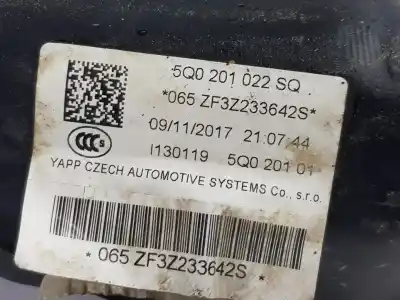 5Q0 201 022 SQ
*065 ZF3Z233642S*
09/11/2017 21:07:44
CCC S
I130119 5Q0 201 01
YAPP CZECH AUTOMOTIVE SYSTEMS Co., s.r.o.
* 065 ZF3Z233642S *